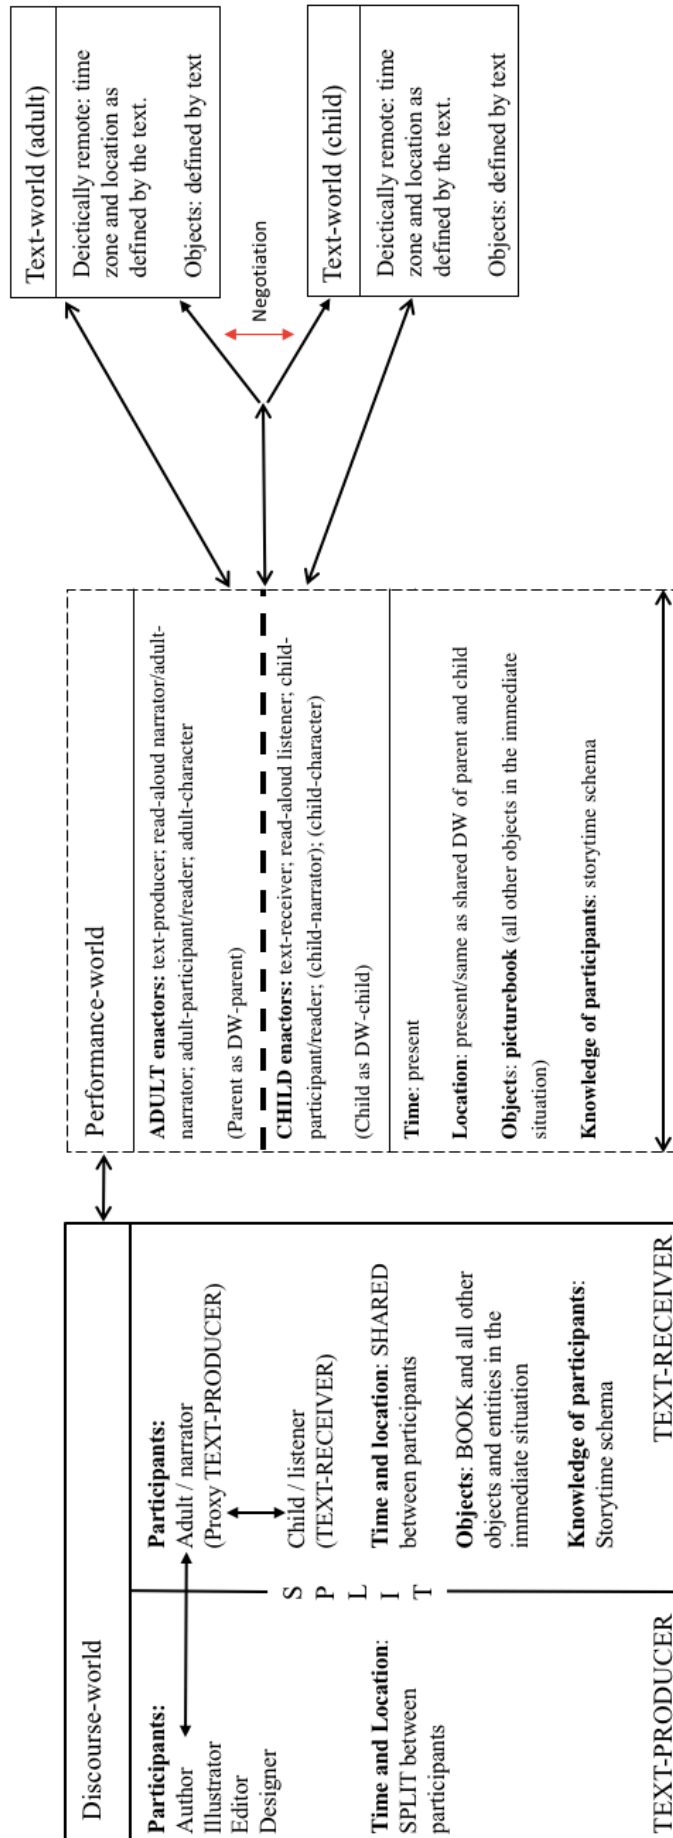 Discourse-world
Participants:
Author
Illustrator
Editor
Designer
Time and Location:
SPLIT between
participants
TEXT-PRODUCER
S
P
L
I
T
Participants:
Adult / narrator
(Proxy TEXT-PRODUCER)
Child / listener
(TEXT-RECEIVER)
Time and location: SHARED
between participants
Objects: BOOK and all other
objects and entities in the
immediate situation
Knowledge of participants:
Storytime schema
TEXT-RECEIVER
Performance-world
ADULT enactors: text-producer; read-aloud narrator/adult-
narrator; adult-participant/reader; adult-character
(Parent as DW-parent)
CHILD enactors: text-receiver; read-aloud listener; child-
participant/reader; (child-narrator); (child-character)
(Child as DW-child)
Time: present
Location: present/same as shared DW of parent and child
Objects: picturebook (all other objects in the immediate
situation)
Knowledge of participants: storytime schema
Negotiation
Text-world (adult)
Deictically remote: time
zone and location as
defined by the text.
Objects: defined by text
Text-world (child)
Deictically remote: time
zone and location as
defined by the text.
Objects: defined by text